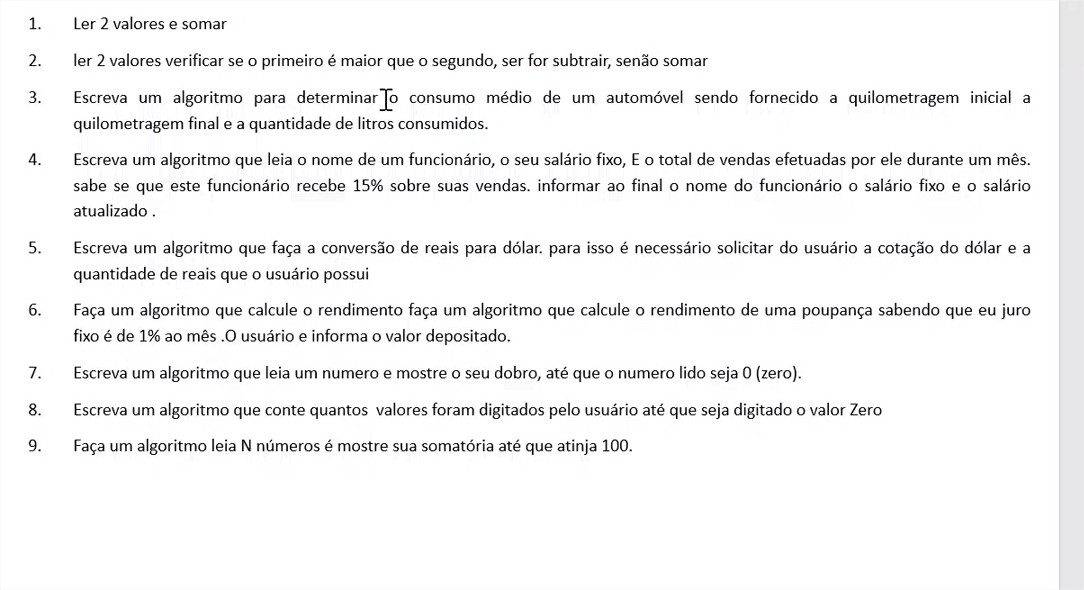 1. Ler 2 valores e somar
2. ler 2 valores verificar se o primeiro é maior que o segundo, ser for subtrair, senão somar
3. Escreva um algoritmo para determinar o consumo médio de um automóvel sendo fornecido a quilometragem inicial a
quilometragem final e a quantidade de litros consumidos.
4. Escreva um algoritmo que leia o nome de um funcionário, o seu salário fixo, E o total de vendas efetuadas por ele durante um mês.
sabe se que este funcionário recebe 15% sobre suas vendas. informar ao final o nome do funcionário o salário fixo e o salário
atualizado .
5. Escreva um algoritmo que faça a conversão de reais para dólar. para isso é necessário solicitar do usuário a cotação do dólar e a
quantidade de reais que o usuário possui
6. Faça um algoritmo que calcule o rendimento faça um algoritmo que calcule o rendimento de uma poupança sabendo que eu juro
fixo é de 1% ao mês .O usuário e informa o valor depositado.
7. Escreva um algoritmo que leia um numero e mostre o seu dobro, até que o numero lido seja 0 (zero).
8. Escreva um algoritmo que conte quantos  valores foram digitados pelo usuário até que seja digitado o valor Zero
9. Faça um algoritmo leia N números é mostre sua somatória até que atinja 100.